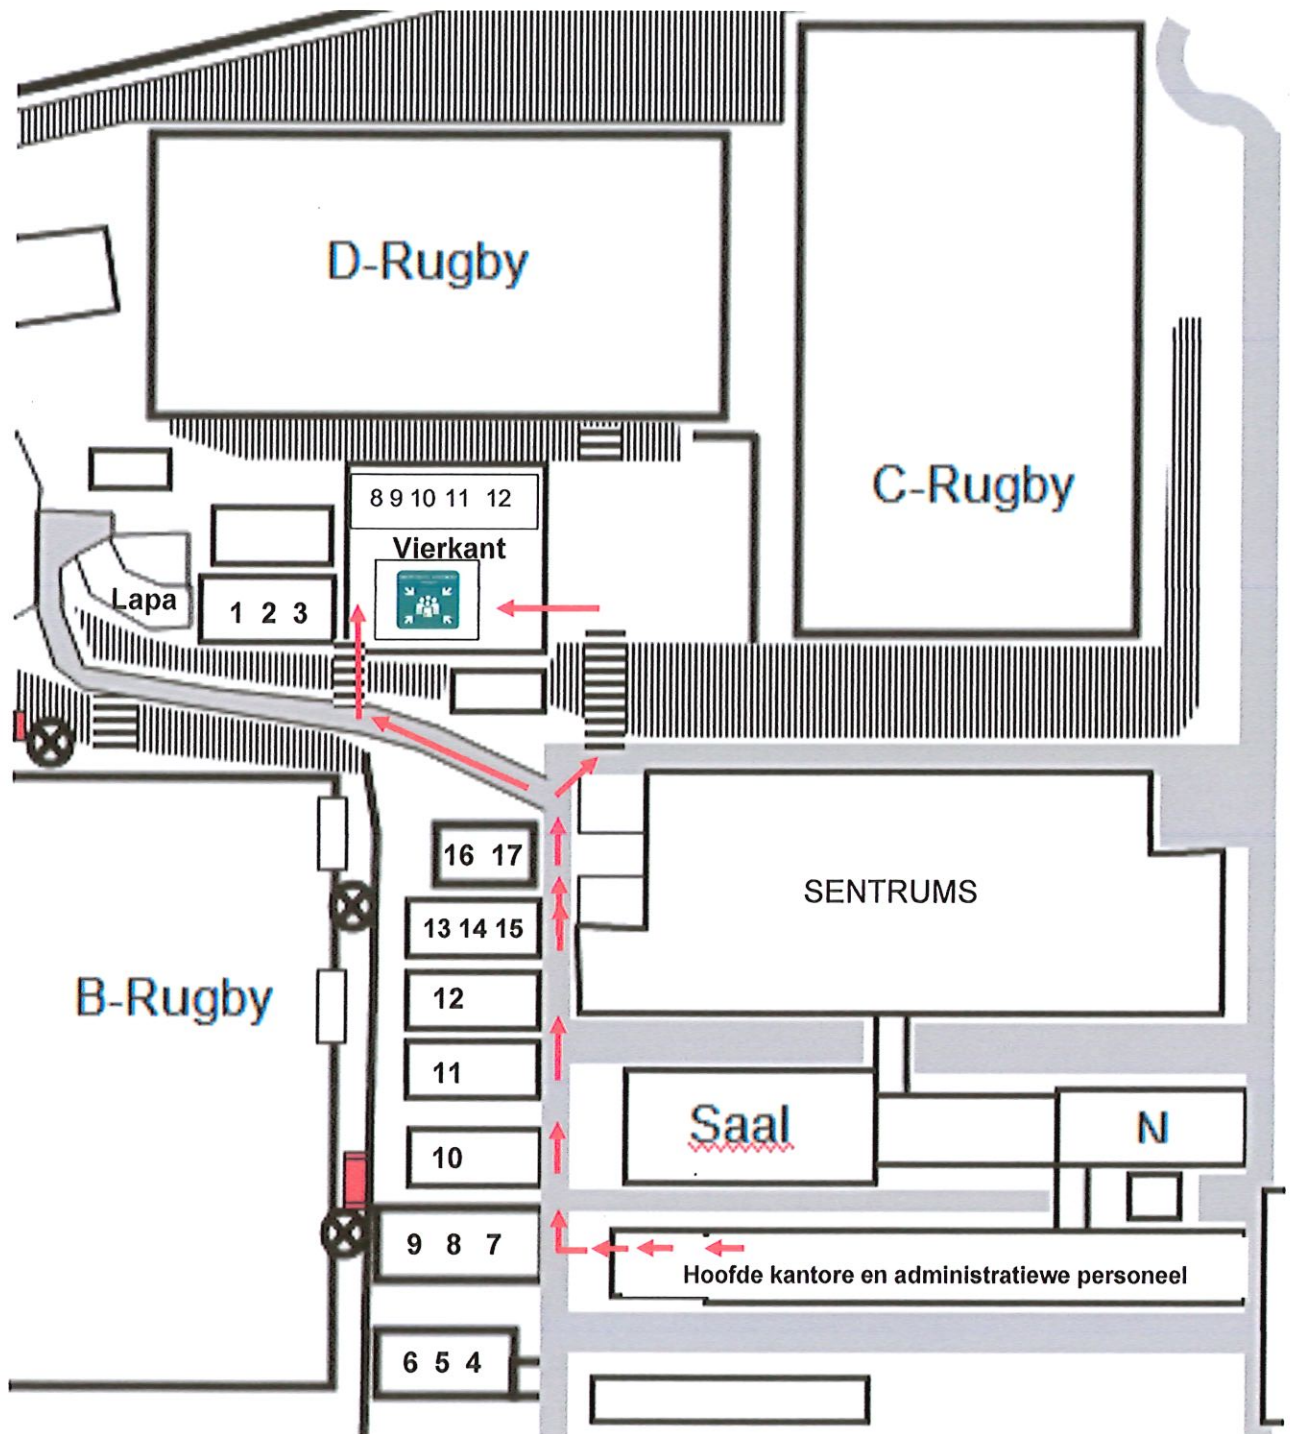 D-Rugby
C-Rugby
8 9 10 11 12
Vierkant
Lapa
1 2 3
16 17
SENTRUMS
13 14 15
B-Rugby
12
11
Saal
N
10
9 8 7
Hoofde kantore en administratiewe personeel
6 5 4